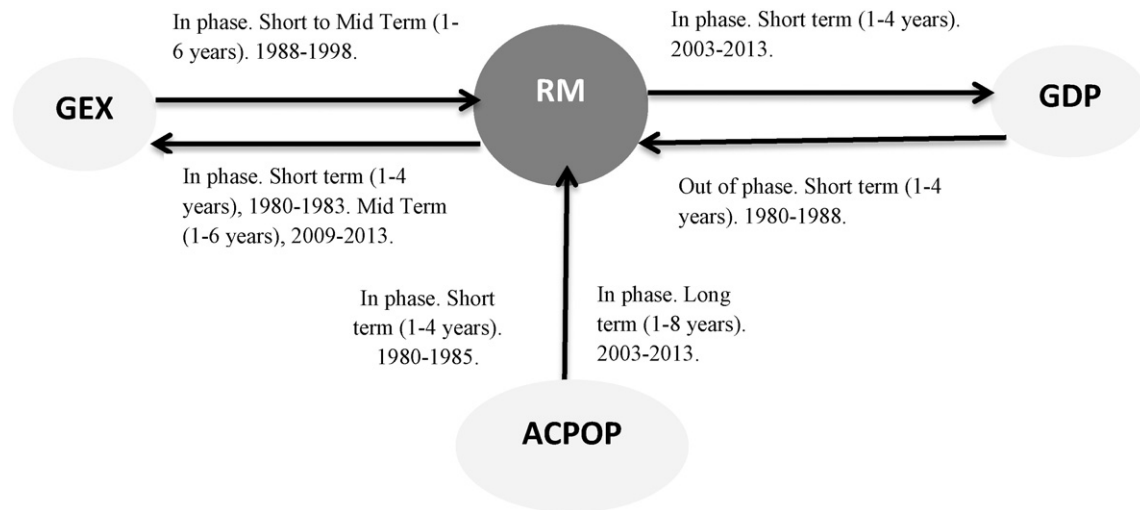 In phase. Short to Mid Term (1-
6 years). 1988-1998.
In phase. Short term (1-4 years).
2003-2013.
GEX
RM
GDP
In phase. Short term (1-4
years), 1980-1983. Mid Term
(1-6 years), 2009-2013.
Out of phase. Short term (1-4
years). 1980-1988.
In phase. Short
term (1-4 years).
1980-1985.
In phase. Long
term (1-8 years).
2003-2013.
ACPOP